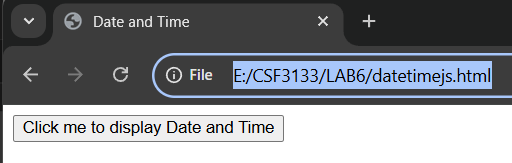 Date and Time
File E:/CSF3133/LAB6/datetimejs.html
Click me to display Date and Time